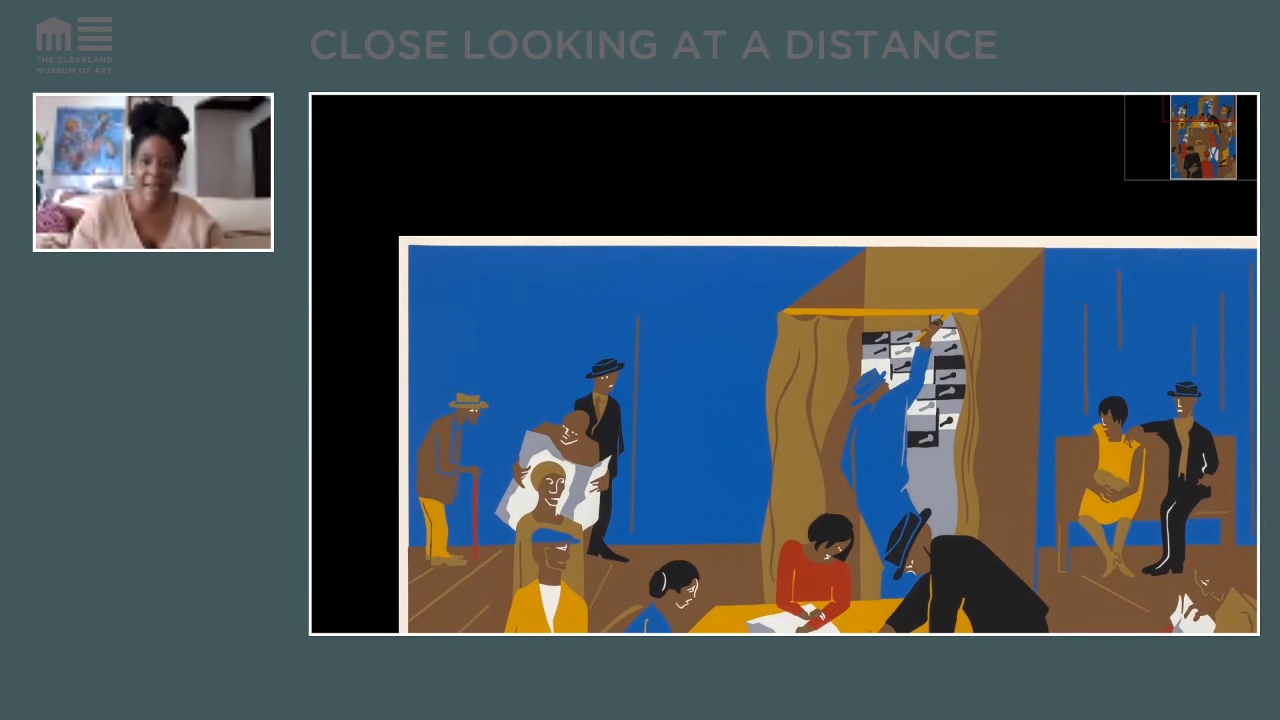 THE CLEVELAND
MUSEUM OF ART
CLOSE LOOKING AT A DISTANCE